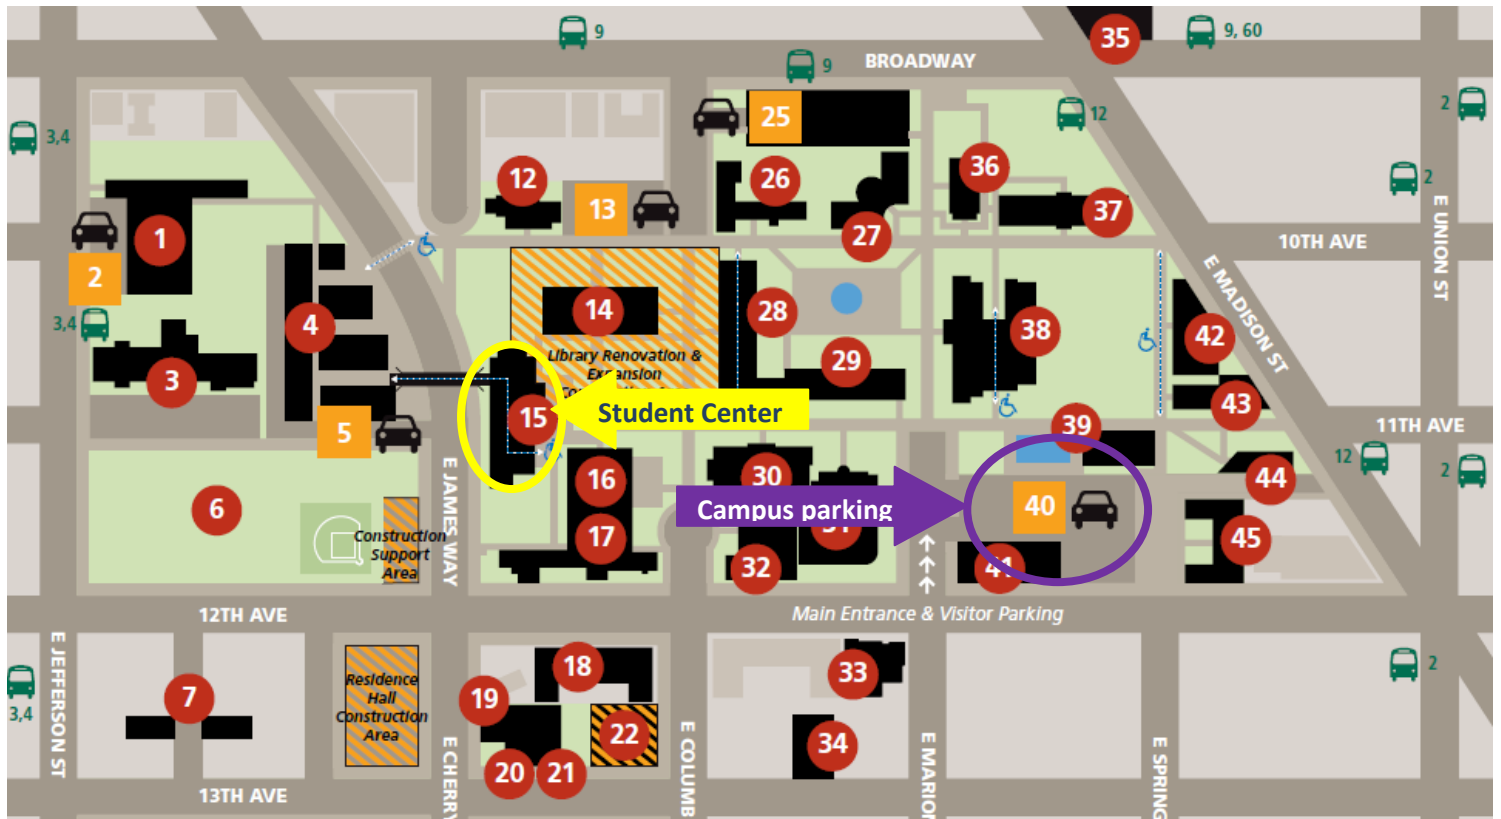 9
35
9, 60
BROADWAY
9
2
3,4
25
12
12
26
36
2
13
37
1
27
10TH AVE
E UNION ST
2
E MADISON ST
14
28
3,4
4
38
42
Library Renovation &
Expansion
29
3
43
15
Student Center
5
39
11TH AVE
12
2
16
30
44
6
E JAMES WAY
Campus parking
40
Construction
Support
Area
17
31
45
32
41
12TH AVE
Main Entrance & Visitor Parking
E JEFFERSON ST
18
33
2
Residence
Hall
Construction
Area
3,4
7
19
22
34
E CHERRY
E COLUMB
E MARION
E SPRING
20
21
13TH AVE